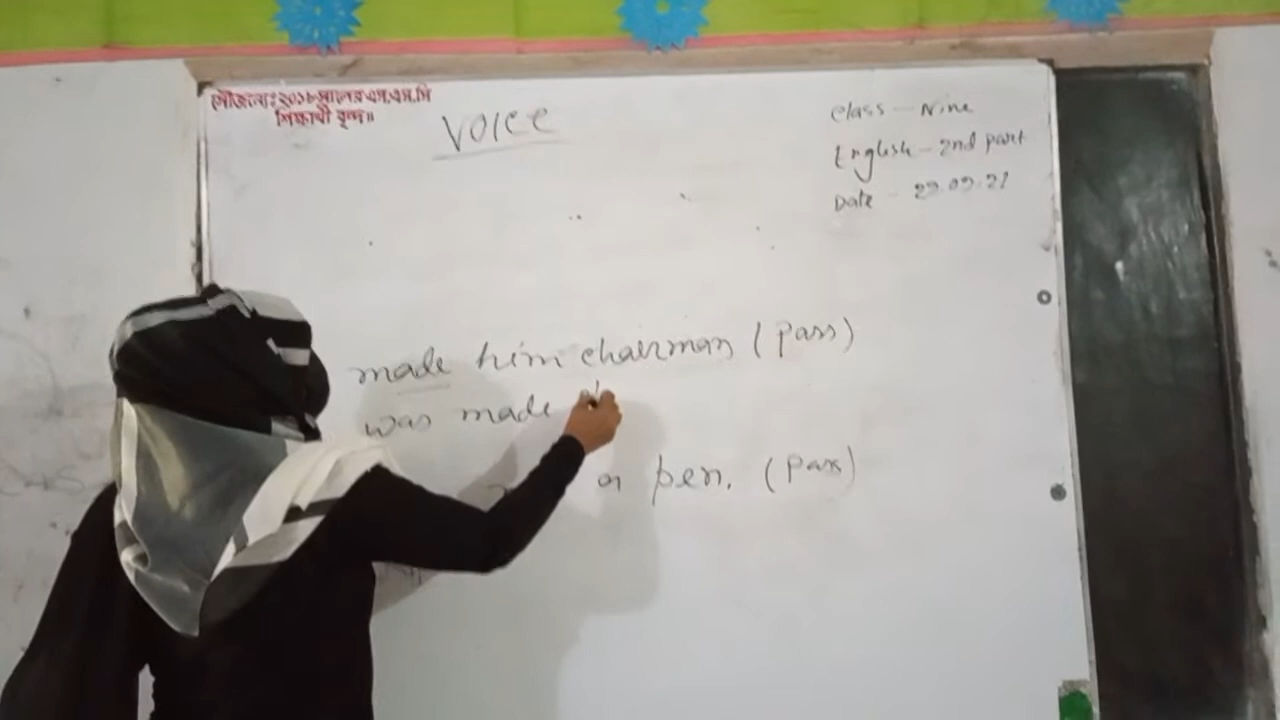 সৌজন্যেঃ ২০১৮ সালের এস.এস.সি
শিক্ষার্থী বৃন্দ॥
VOICE
Class - Nine
English - 2nd part
Date - 29.09.21
made him chairman (pass)
was made
a pen. (pass)